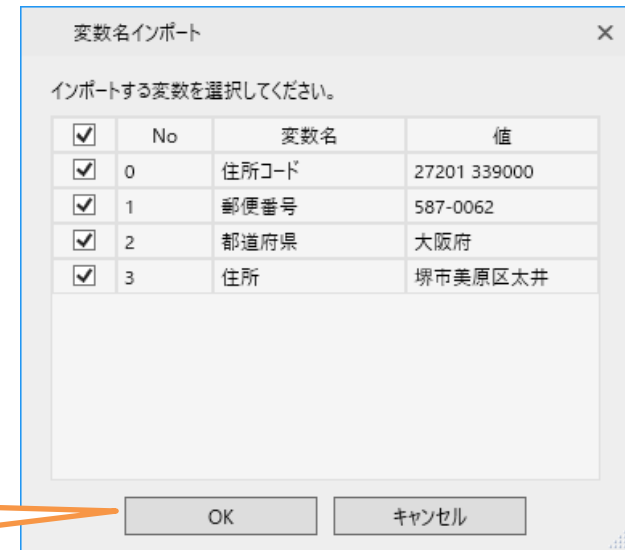 変数名インポート
インポートする変数を選択してください。
No 変数名 値
0 住所コード 27201 339000
1 郵便番号 587-0062
2 都道府県 大阪府
3 住所 堺市美原区太井
OK キャンセル